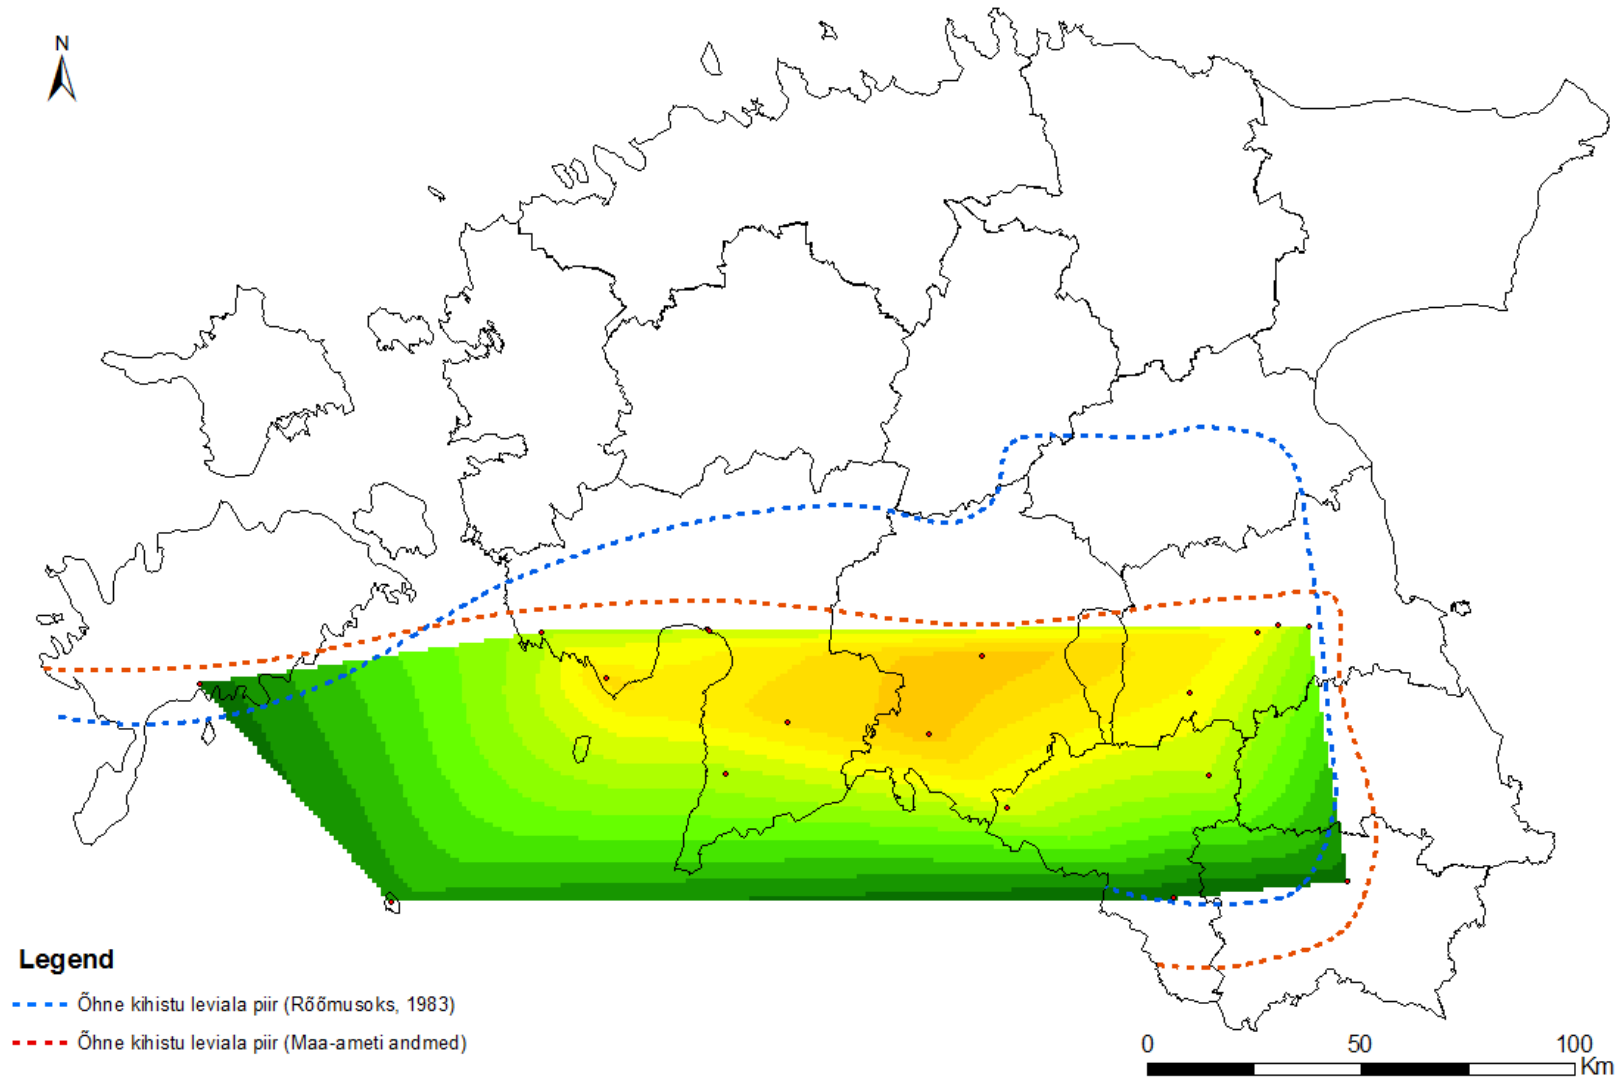 N
Legend
Õhne kihistu leviala piir (Rõõmusoks, 1983)
Õhne kihistu leviala piir (Maa-ameti andmed)
0 50 100
Km